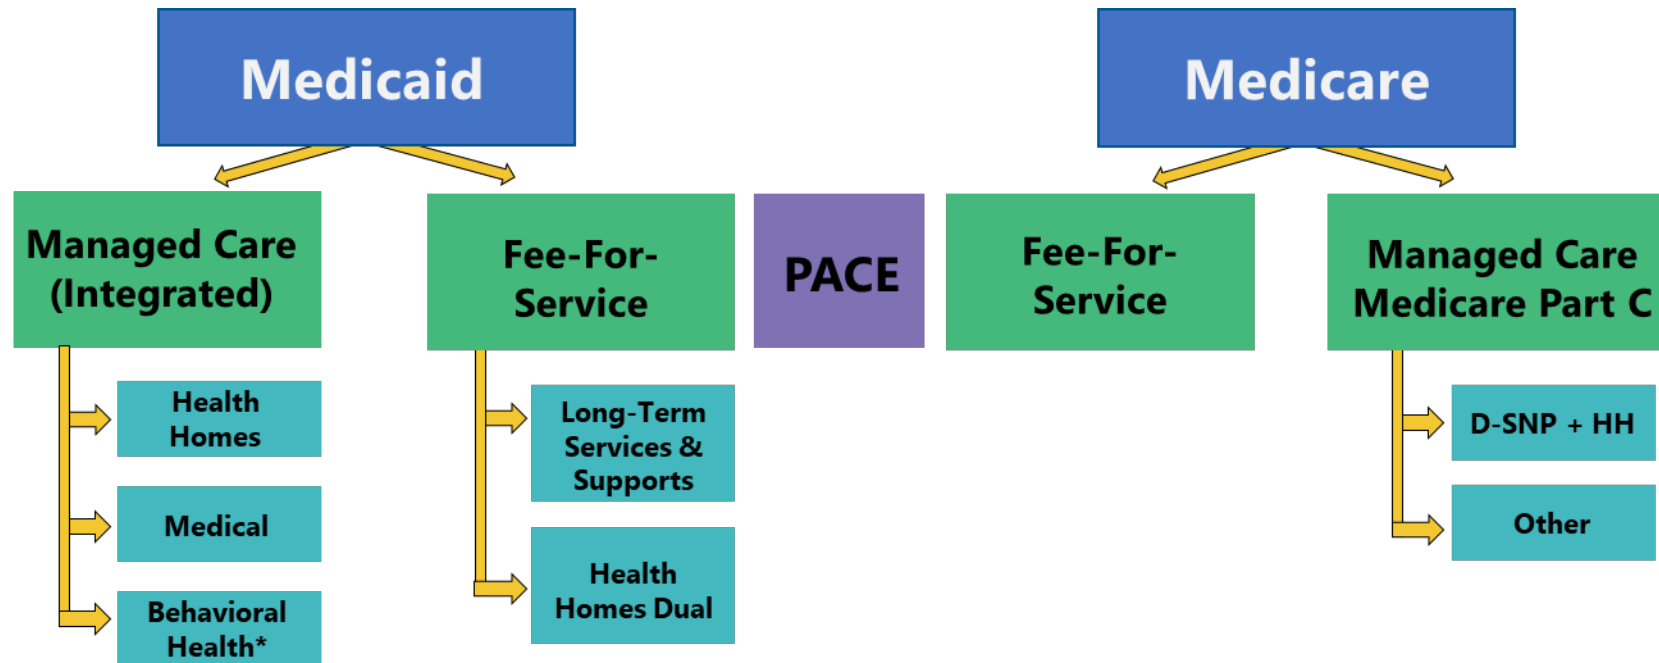 Medicaid
Medicare
Managed Care
(Integrated)
Fee-For-
Service
PACE
Fee-For-
Service
Managed Care
Medicare Part C
Health
Homes
Medical
Behavioral
Health*
Long-Term
Services &
Supports
Health
Homes Dual
D-SNP + HH
Other